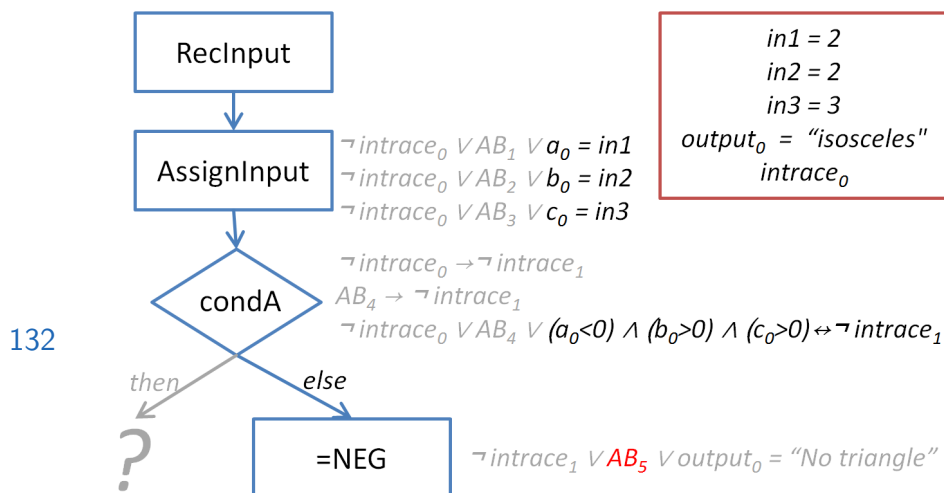 RecInput
in1 = 2
in2 = 2
in3 = 3
output₀ = “isosceles"
intrace₀
AssignInput
¬ intrace₀ ∨ AB₁ ∨ a₀ = in1
¬ intrace₀ ∨ AB₂ ∨ b₀ = in2
¬ intrace₀ ∨ AB₃ ∨ c₀ = in3
condA
¬ intrace₀ →¬ intrace₁
AB₄ → ¬ intrace₁
¬ intrace₀ ∨ AB₄ ∨ (a₀<0) ∧ (b₀>0) ∧ (c₀>0)↔¬ intrace₁
132
then
else
?
=NEG
¬ intrace₁ ∨ AB₅ ∨ output₀ = “No triangle”